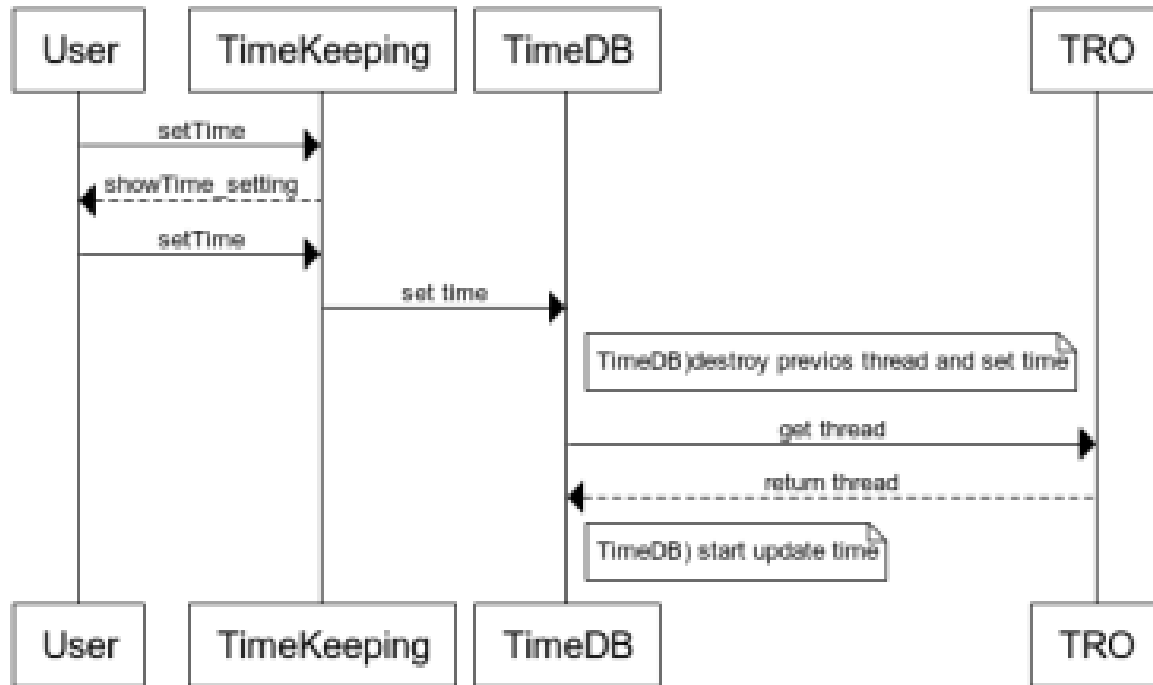 User
TimeKeeping
TimeDB
TRO
setTime
showTime_setting
setTime
set time
TimeDB)destroy previos thread and set time
get thread
return thread
TimeDB) start update time
User
TimeKeeping
TimeDB
TRO